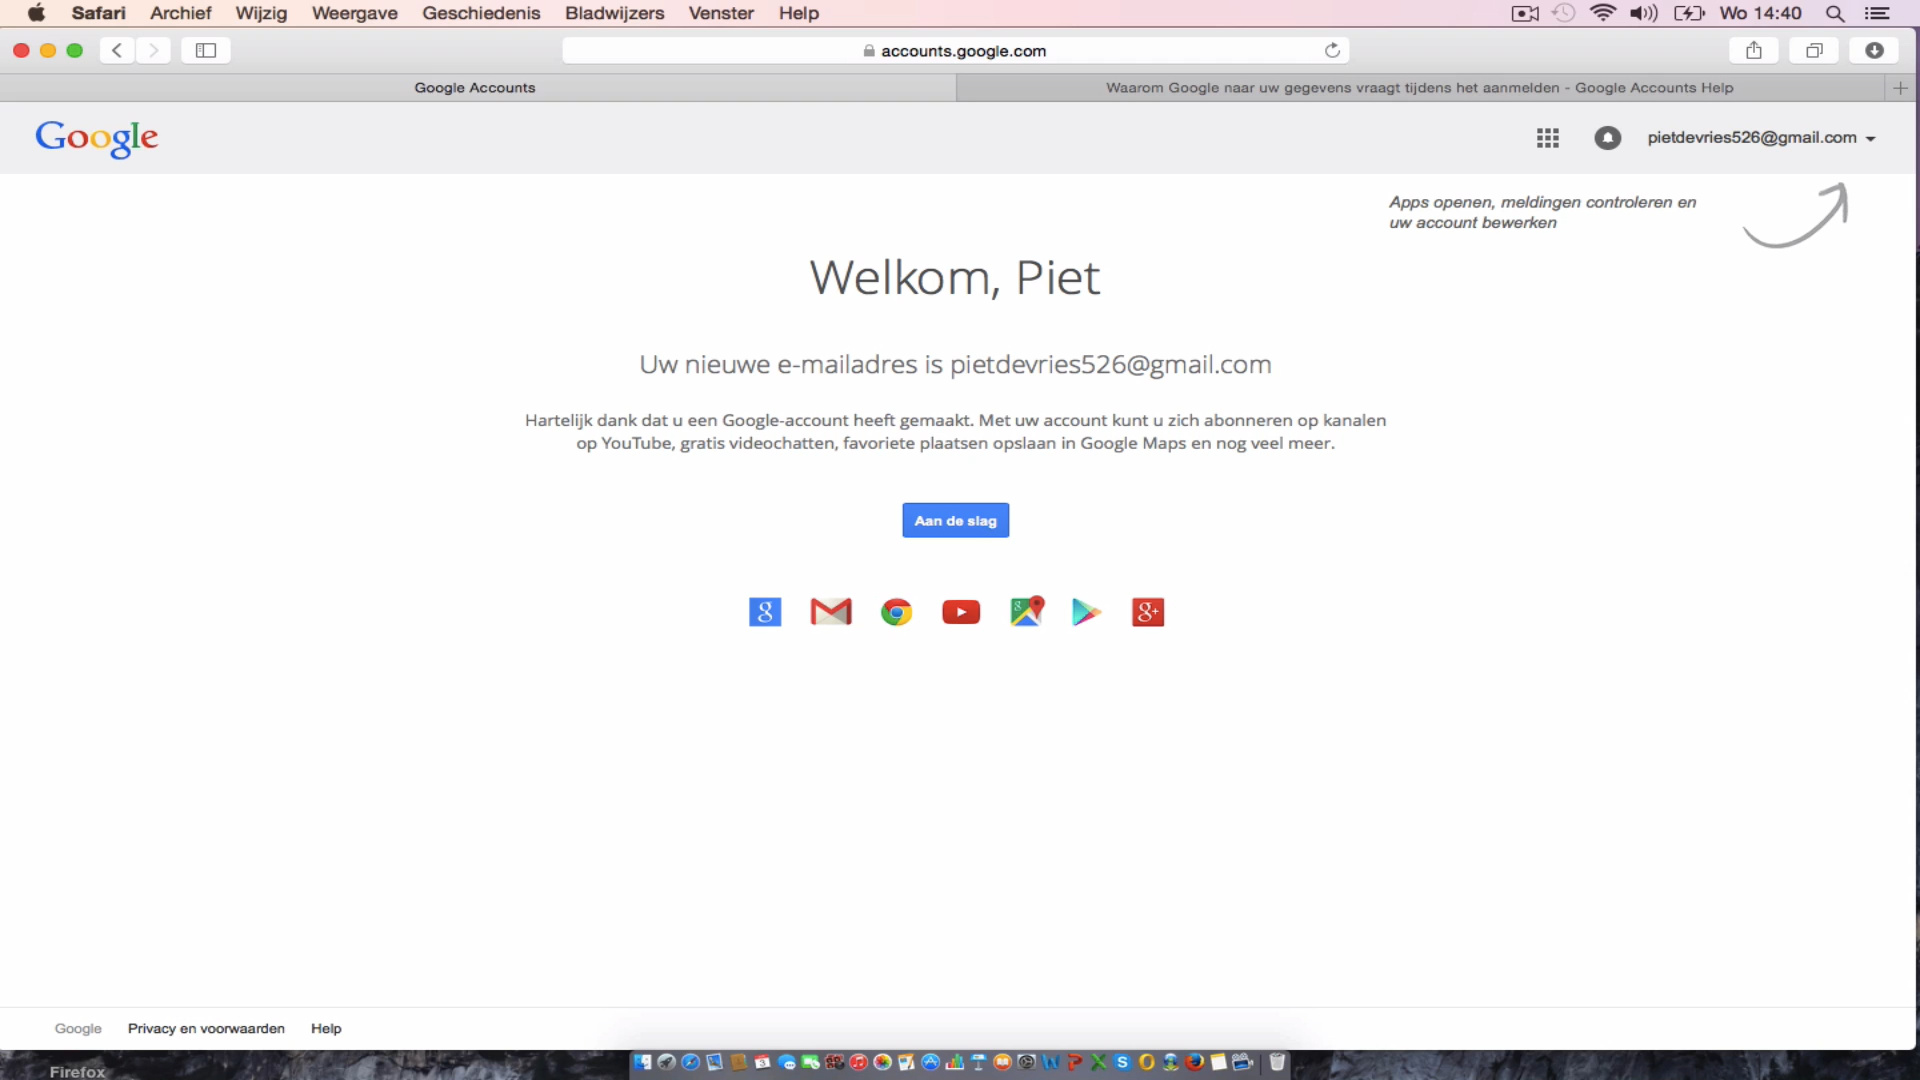 Safari Archief Wijzig Weergave Geschiedenis Bladwijzers Venster Help Wo 14:40
accounts.google.com
Google Accounts Waarom Google naar uw gegevens vraagt tijdens het aanmelden - Google Accounts Help
Google pietdevries526@gmail.com
Apps openen, meldingen controleren en
uw account bewerken
Welkom, Piet
Uw nieuwe e-mailadres is pietdevries526@gmail.com
Hartelijk dank dat u een Google-account heeft gemaakt. Met uw account kunt u zich abonneren op kanalen
op YouTube, gratis videochatten, favoriete plaatsen opslaan in Google Maps en nog veel meer.
Aan de slag
Google Privacy en voorwaarden Help
Firefox